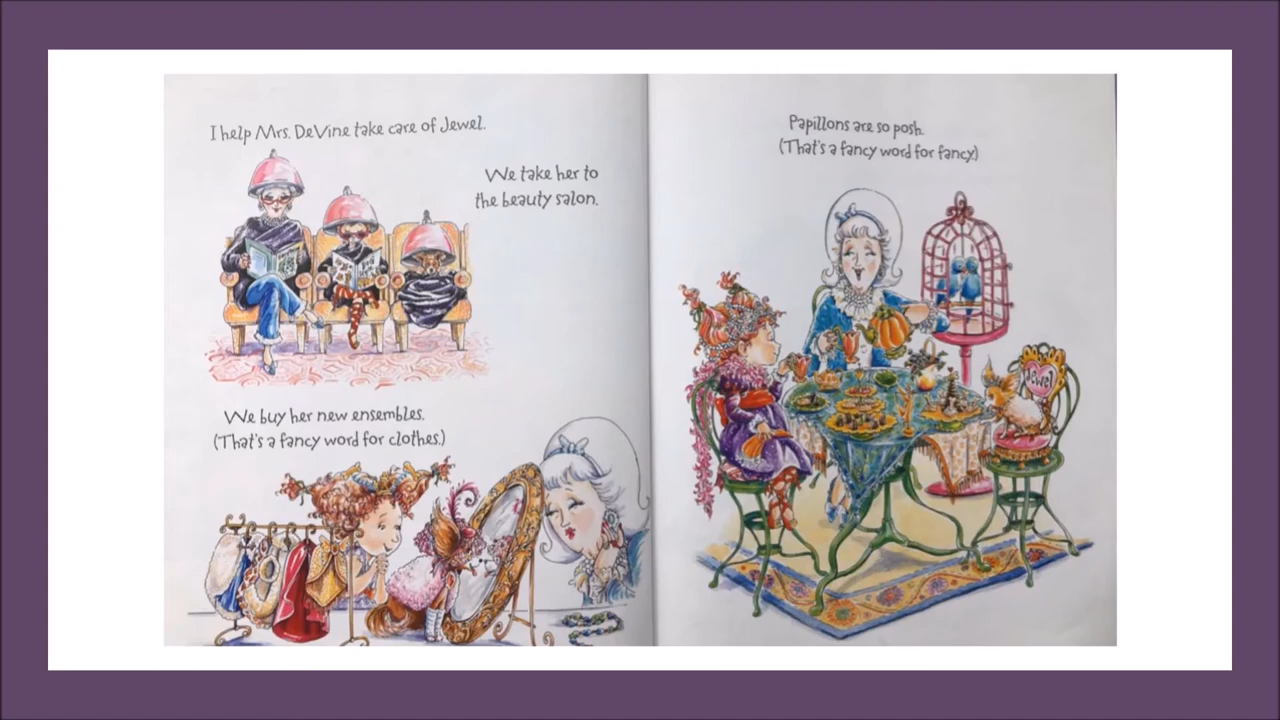 I help Mrs. DeVine take care of Jewel.
We take her to
the beauty salon.
We buy her new ensembles.
(That's a fancy word for clothes.)
Papillons are so posh.
(That's a fancy word for fancy.)
Jewel